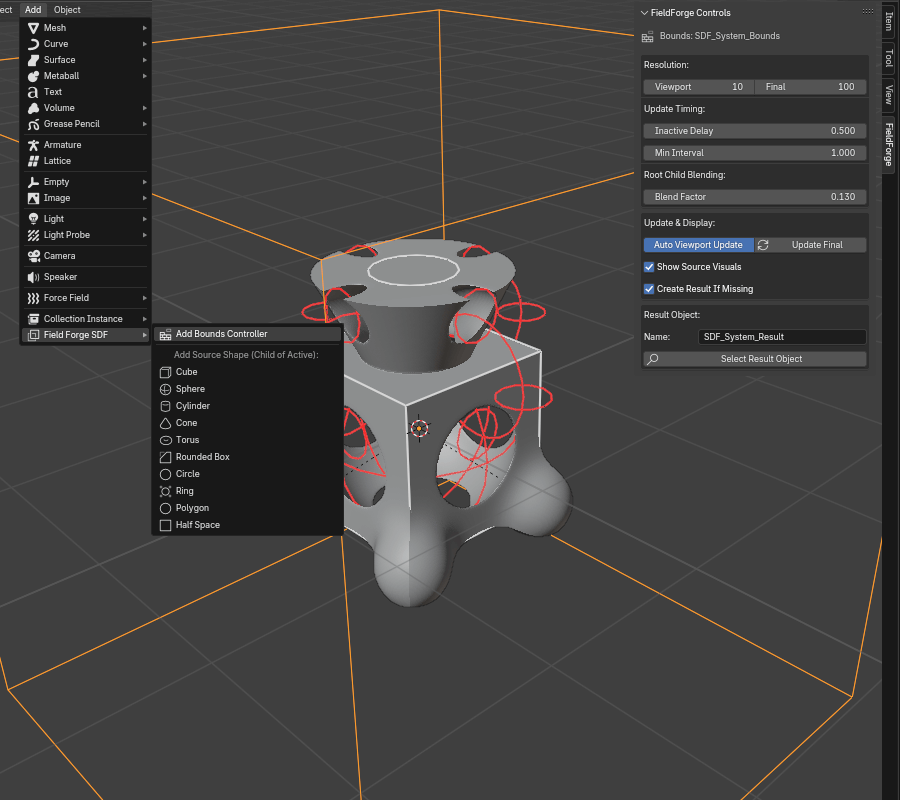 ect Add Object
Mesh
Curve
Surface
Metaball
Text
Volume
Grease Pencil
Armature
Lattice
Empty
Image
Light
Light Probe
Camera
Speaker
Force Field
Collection Instance
Field Forge SDF
Add Bounds Controller
Add Source Shape (Child of Active):
Cube
Sphere
Cylinder
Cone
Torus
Rounded Box
Circle
Ring
Polygon
Half Space
FieldForge Controls
Bounds: SDF_System_Bounds
Resolution:
Viewport 10 Final 100
Update Timing:
Inactive Delay 0.500
Min Interval 1.000
Root Child Blending:
Blend Factor 0.130
Update & Display:
Auto Viewport Update Update Final
Show Source Visuals
Create Result If Missing
Result Object:
Name: SDF_System_Result
Select Result Object
Item
Tool
View
FieldForge